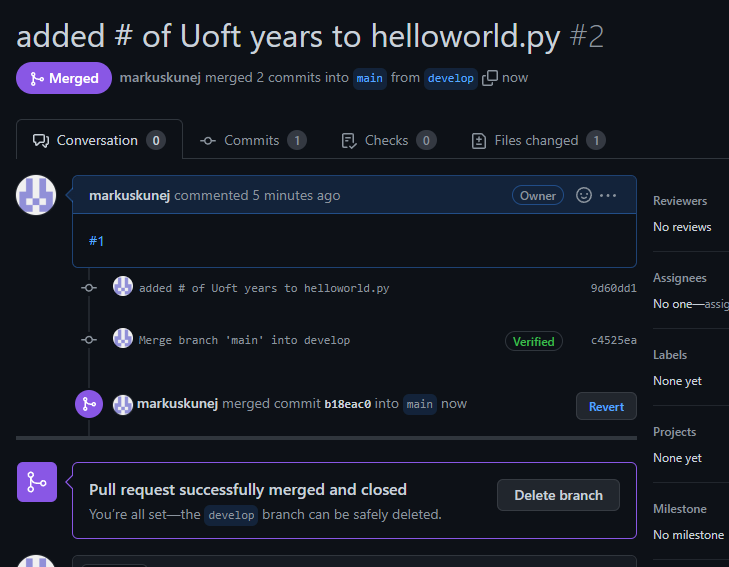 added # of Uoft years to helloworld.py #2
Merged markuskunej merged 2 commits into main from develop now
Conversation 0 Commits 1 Checks 0 Files changed 1
markuskunej commented 5 minutes ago Owner
#1
added # of Uoft years to helloworld.py 9d60dd1
Merge branch 'main' into develop Verified c4525ea
markuskunej merged commit b18eac0 into main now Revert
Pull request successfully merged and closed
You're all set—the develop branch can be safely deleted.
Delete branch
Reviewers
No reviews
Assignees
No one—assig
Labels
None yet
Projects
None yet
Milestone
No milestone